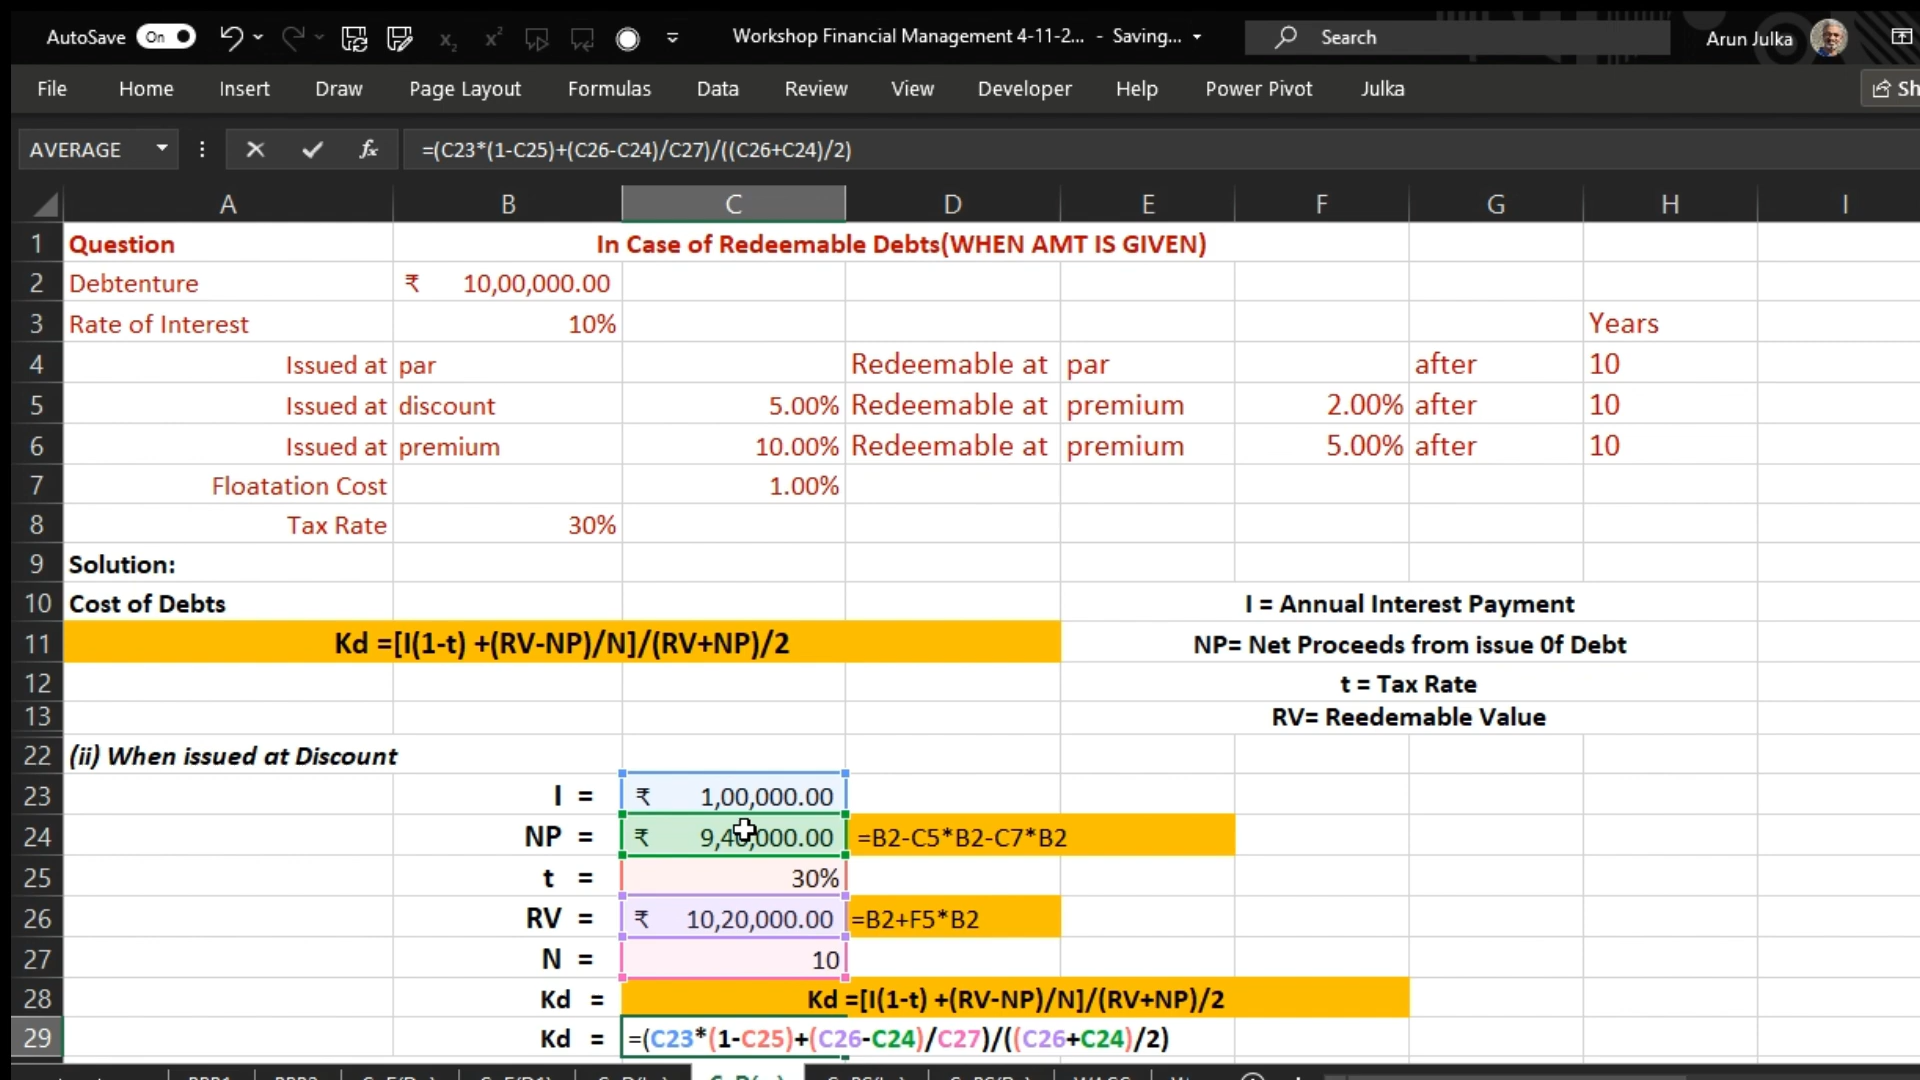 AutoSave On Workshop Financial Management 4-11-2... - Saving... Search Arun Julka
File Home Insert Draw Page Layout Formulas Data Review View Developer Help Power Pivot Julka Sh
AVERAGE fx =(C23*(1-C25)+(C26-C24)/C27)/((C26+C24)/2)
A B C D E F G H I
1 Question In Case of Redeemable Debts(WHEN AMT IS GIVEN)
2 Debtenture ₹ 10,00,000.00
3 Rate of Interest 10% Years
4 Issued at par Redeemable at par after 10
5 Issued at discount 5.00% Redeemable at premium 2.00% after 10
6 Issued at premium 10.00% Redeemable at premium 5.00% after 10
7 Floatation Cost 1.00%
8 Tax Rate 30%
9 Solution:
10 Cost of Debts I = Annual Interest Payment
11 Kd =[I(1-t) +(RV-NP)/N]/(RV+NP)/2 NP= Net Proceeds from issue 0f Debt
12 t = Tax Rate
13 RV= Reedemable Value
22 (ii) When issued at Discount
23 I = ₹ 1,00,000.00
24 NP = ₹ 9,40,000.00 =B2-C5*B2-C7*B2
25 t = 30%
26 RV = ₹ 10,20,000.00 =B2+F5*B2
27 N = 10
28 Kd = Kd =[I(1-t) +(RV-NP)/N]/(RV+NP)/2
29 Kd = =(C23*(1-C25)+(C26-C24)/C27)/((C26+C24)/2)